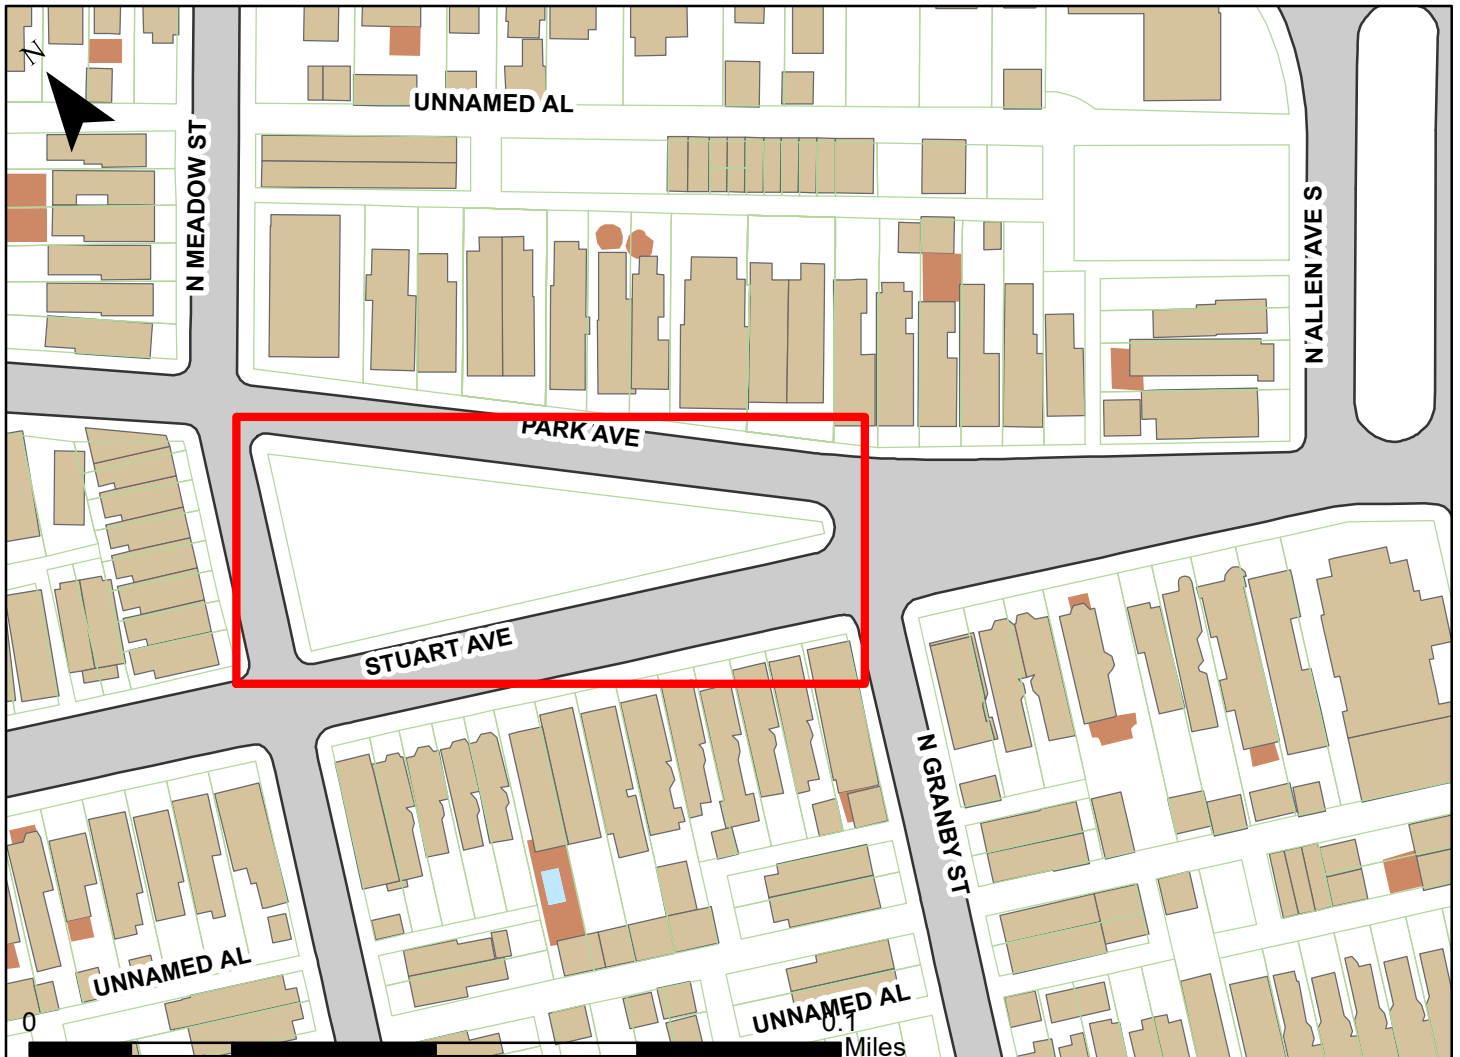 N
UNNAMED AL
N MEADOW ST
N ALLEN AVE S
PARK AVE
STUART AVE
N GRANBY ST
UNNAMED AL
UNNAMED AL
0
0.1
Miles